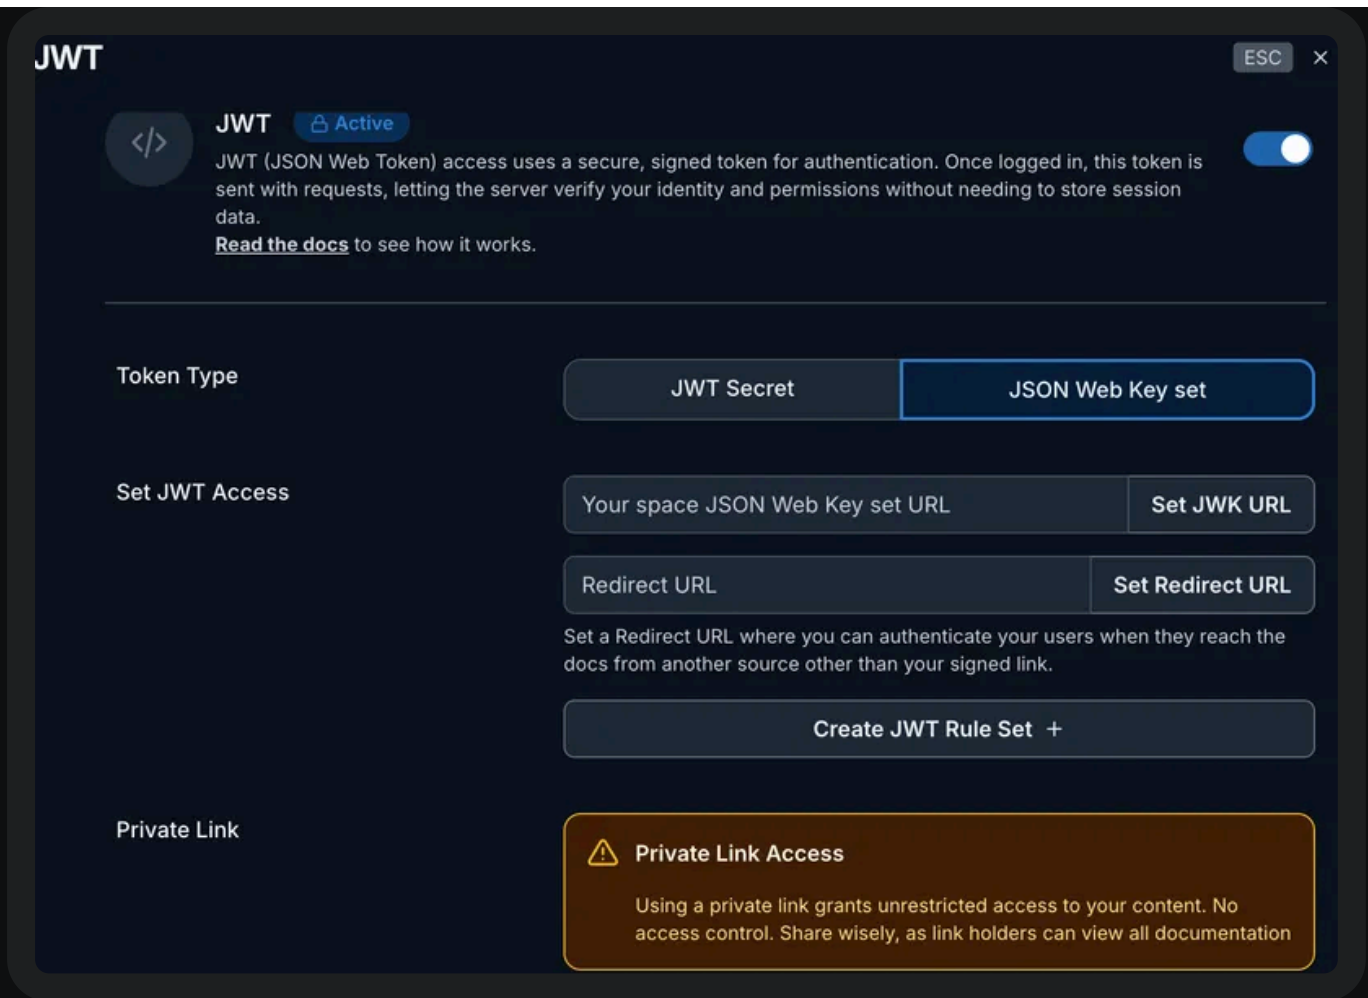 JWT
ESC ×
</>
JWT Active
JWT (JSON Web Token) access uses a secure, signed token for authentication. Once logged in, this token is
sent with requests, letting the server verify your identity and permissions without needing to store session
data.
Read the docs to see how it works.
Token Type
JWT Secret
JSON Web Key set
Set JWT Access
Your space JSON Web Key set URL
Set JWK URL
Redirect URL
Set Redirect URL
Set a Redirect URL where you can authenticate your users when they reach the
docs from another source other than your signed link.
Create JWT Rule Set +
Private Link
Private Link Access
Using a private link grants unrestricted access to your content. No
access control. Share wisely, as link holders can view all documentation